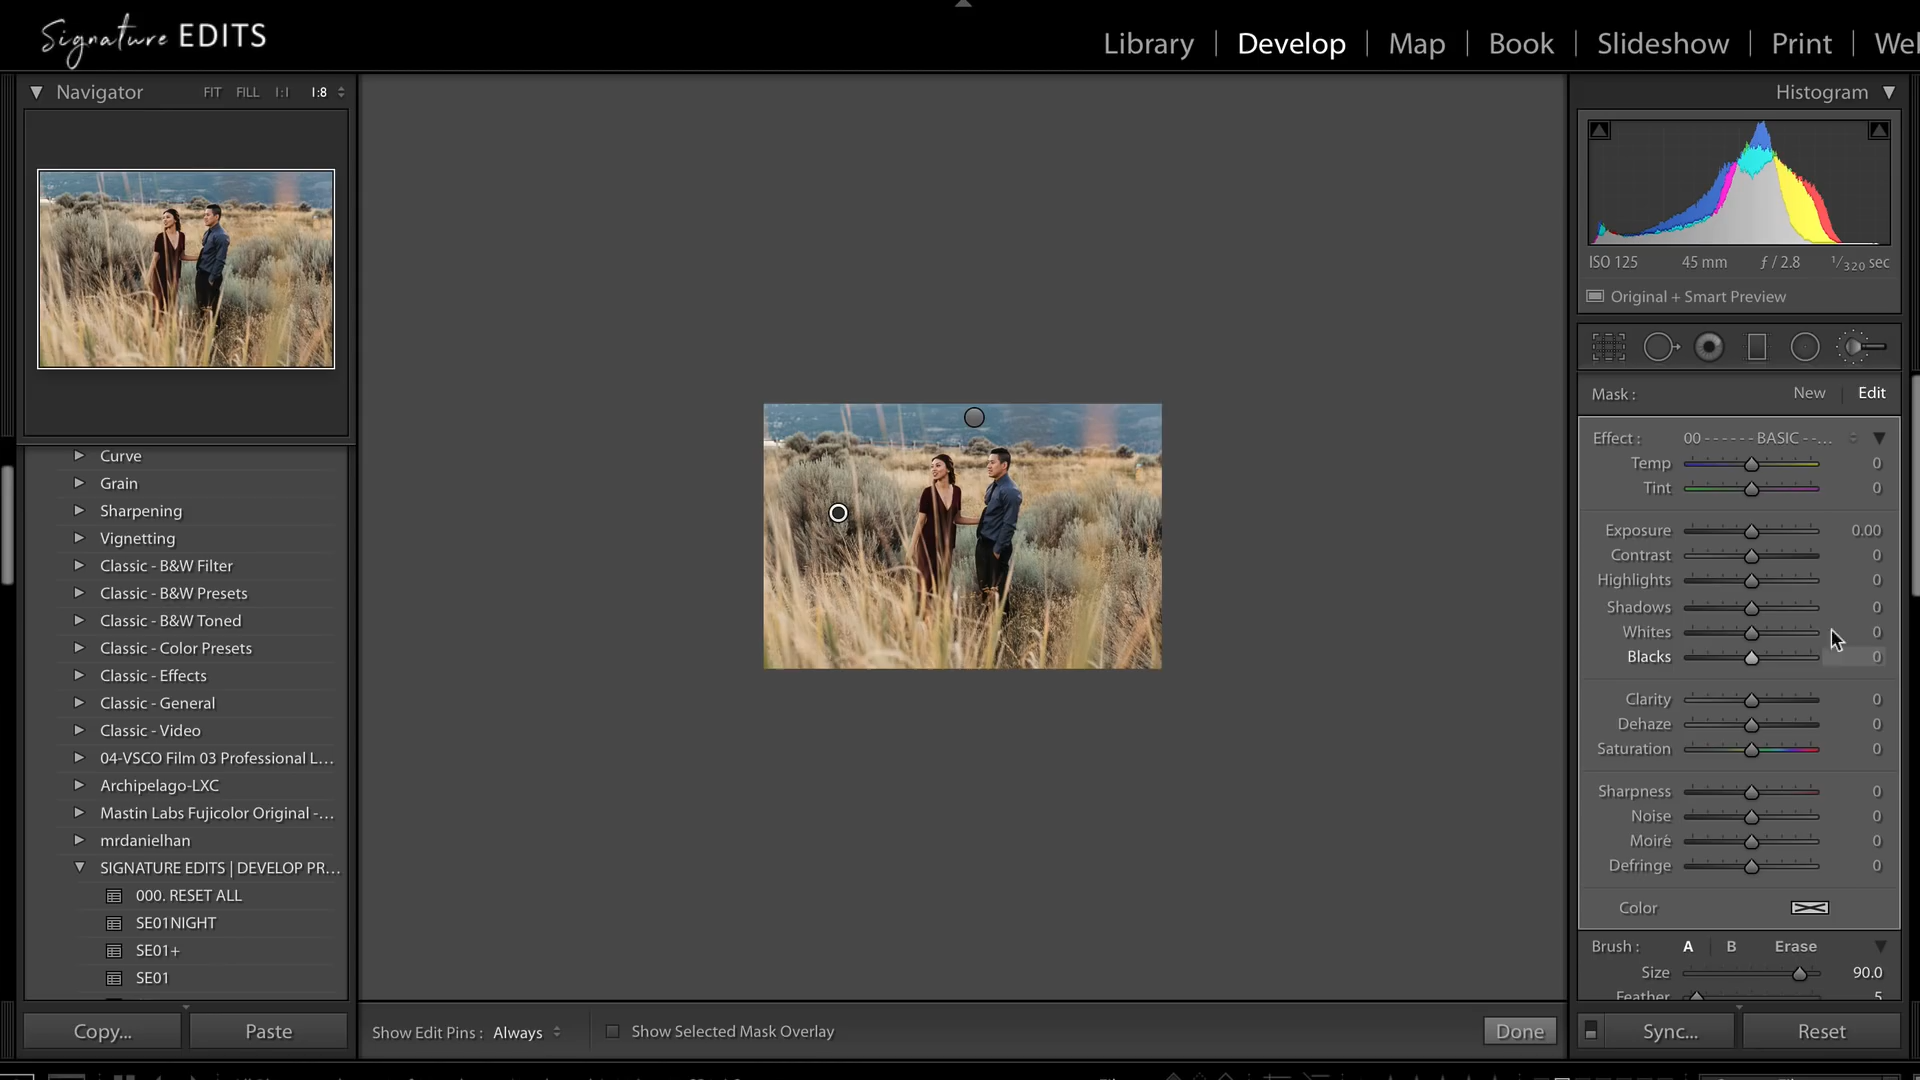 Signature EDITS
Library | Develop | Map | Book | Slideshow | Print |
Navigator FIT FILL 1:1 1:8
Histogram
ISO 125 45 mm ƒ / 2.8 1/320 sec
Original + Smart Preview
Mask : New Edit
Effect : 00 - - - - - - BASIC - -...
Temp 0
Tint 0
Exposure 0.00
Contrast 0
Highlights 0
Shadows 0
Whites 0
Blacks 0
Clarity 0
Dehaze 0
Saturation 0
Sharpness 0
Noise 0
Moiré 0
Defringe 0
Color
Brush : A | B Erase
Size 90.0
Feather 5
Curve
Grain
Sharpening
Vignetting
Classic - B&W Filter
Classic - B&W Presets
Classic - B&W Toned
Classic - Color Presets
Classic - Effects
Classic - General
Classic - Video
04-VSCO Film 03 Professional L...
Archipelago-LXC
Mastin Labs Fujicolor Original -...
mrdanielhan
SIGNATURE EDITS | DEVELOP PR...
000. RESET ALL
SE01NIGHT
SE01+
SE01
Copy... Paste
Show Edit Pins : Always Show Selected Mask Overlay Done
Sync... Reset